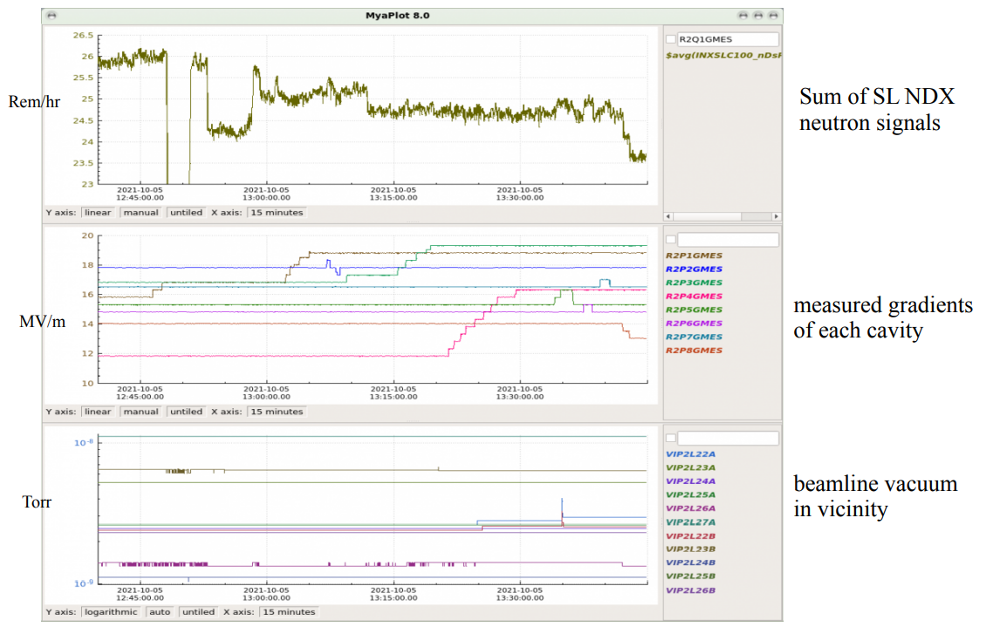 MyaPlot 8.0
Rem/hr
26.5
26
25.5
25
24.5
24
23.5
23
2021-10-05 2021-10-05 2021-10-05 2021-10-05
12:45:00.00 13:00:00.00 13:15:00.00 13:30:00.00
Y axis: linear manual untiled X axis: 15 minutes
R2Q1GMES
$avg(INXSLC100_nDsR
Sum of SL NDX
neutron signals
MV/m
20
18
16
14
12
10
2021-10-05 2021-10-05 2021-10-05 2021-10-05
12:45:00.00 13:00:00.00 13:15:00.00 13:30:00.00
Y axis: linear manual untiled X axis: 15 minutes
R2P1GMES
R2P2GMES
R2P3GMES
R2P4GMES
R2P5GMES
R2P6GMES
R2P7GMES
R2P8GMES
measured gradients
of each cavity
Torr
10-8
10-9
2021-10-05 2021-10-05 2021-10-05 2021-10-05
12:45:00.00 13:00:00.00 13:15:00.00 13:30:00.00
Y axis: logarithmic auto untiled X axis: 15 minutes
VIP2L22A
VIP2L23A
VIP2L24A
VIP2L25A
VIP2L26A
VIP2L27A
VIP2L22B
VIP2L23B
VIP2L24B
VIP2L25B
VIP2L26B
beamline vacuum
in vicinity